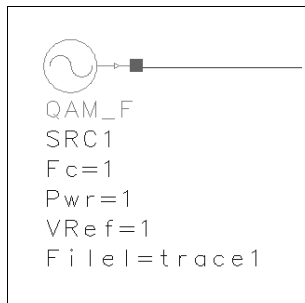 QAM_F
SRC1
Fc=1
Pwr=1
VRef=1
FileI=trace1